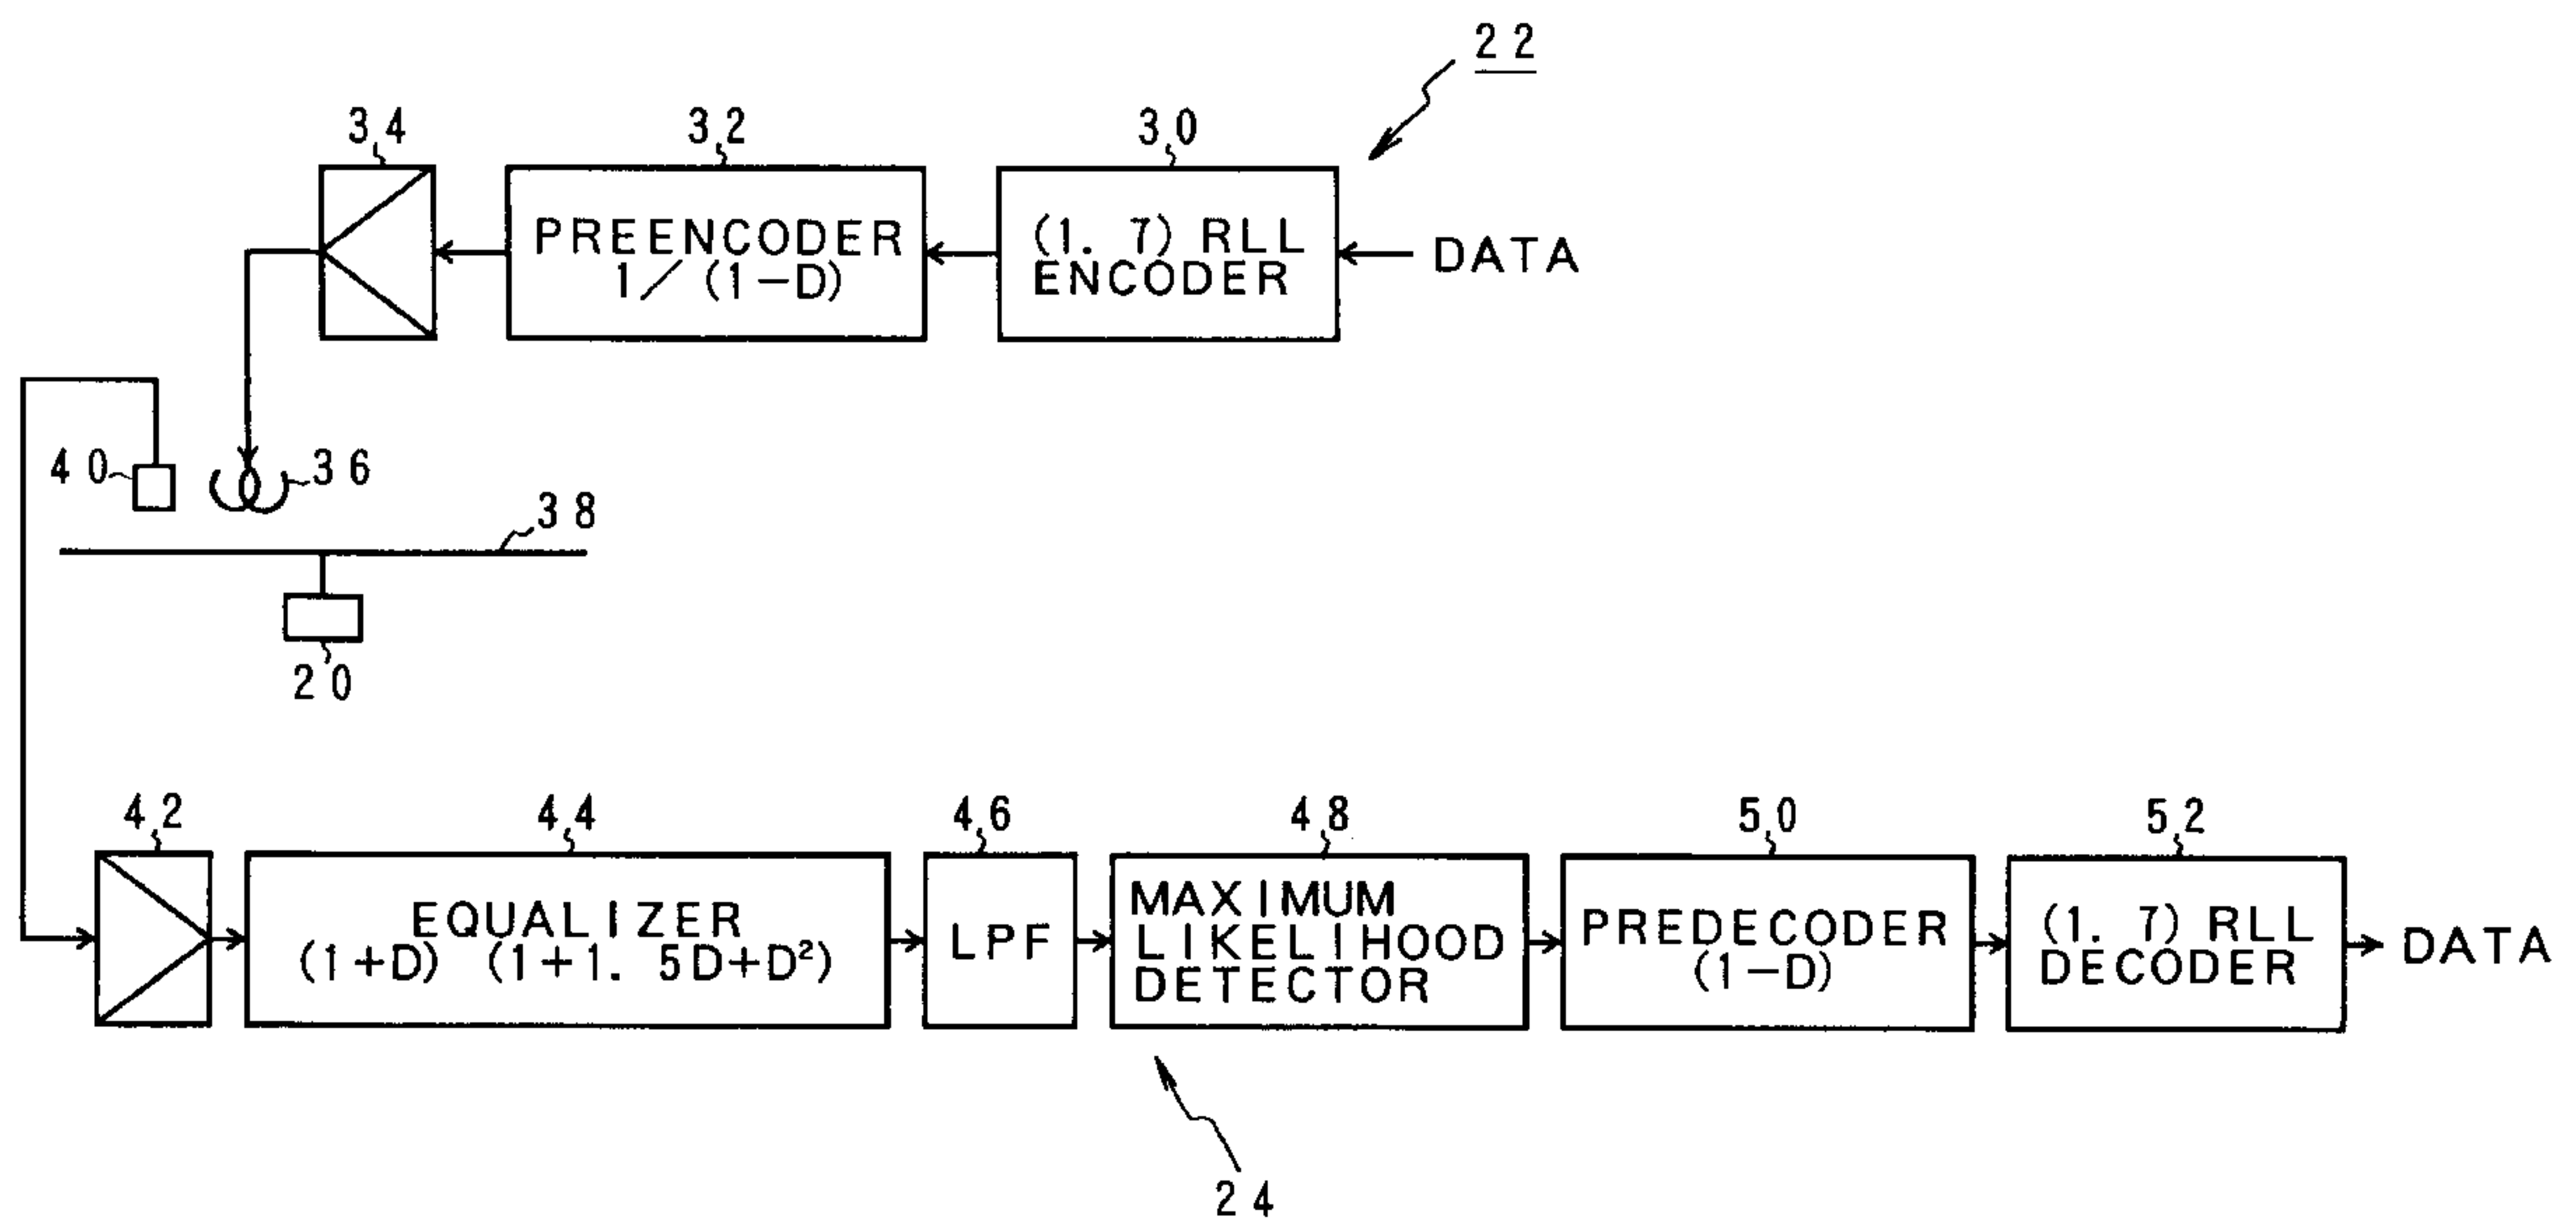 22
34
32
30
PREENCODER
1/(1-D)
(1. 7) RLL
ENCODER
DATA
40
36
38
20
42
44
46
48
50
52
EQUALIZER
(1+D) (1+1. 5D+D²)
LPF
MAXIMUM
LIKELIHOOD
DETECTOR
PREDECODER
(1-D)
(1. 7) RLL
DECODER
DATA
24